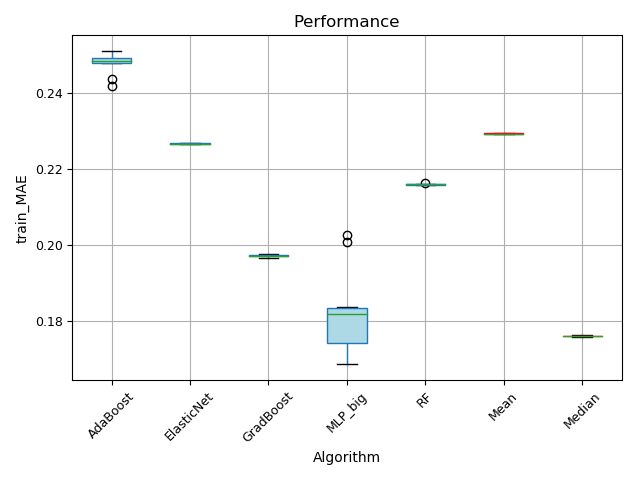 Performance
train_MAE
0.24
0.22
0.20
0.18
AdaBoost
ElasticNet
GradBoost
MLP_big
RF
Mean
Median
Algorithm